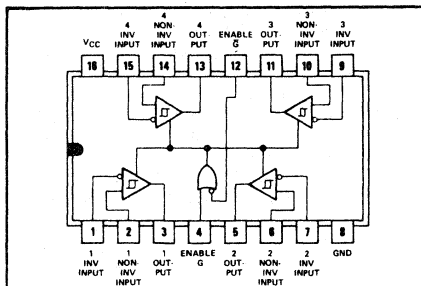 VCC
4
INV
INPUT
4
NON-
INV
INPUT
4
OUT-
PUT
ENABLE
G̅
3
OUT-
PUT
3
NON-
INV
INPUT
3
INV
INPUT
16 15 14 13 12 11 10 9
1 2 3 4 5 6 7 8
1
INV
INPUT
1
NON-
INV
INPUT
1
OUT-
PUT
ENABLE
G
2
OUT-
PUT
2
NON-
INV
INPUT
2
INV
INPUT
GND